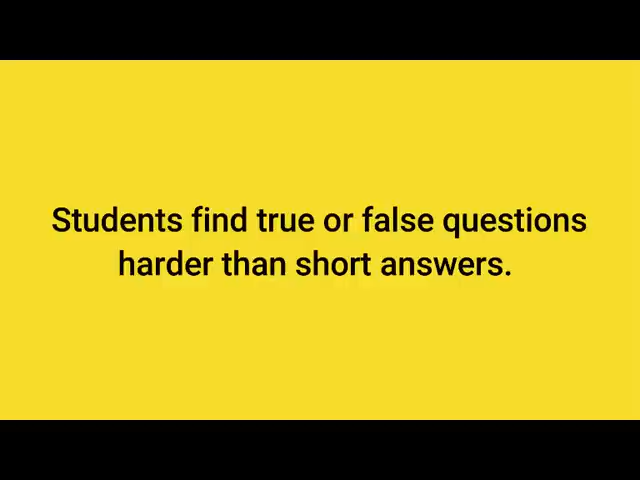 Students find true or false questions
harder than short answers.